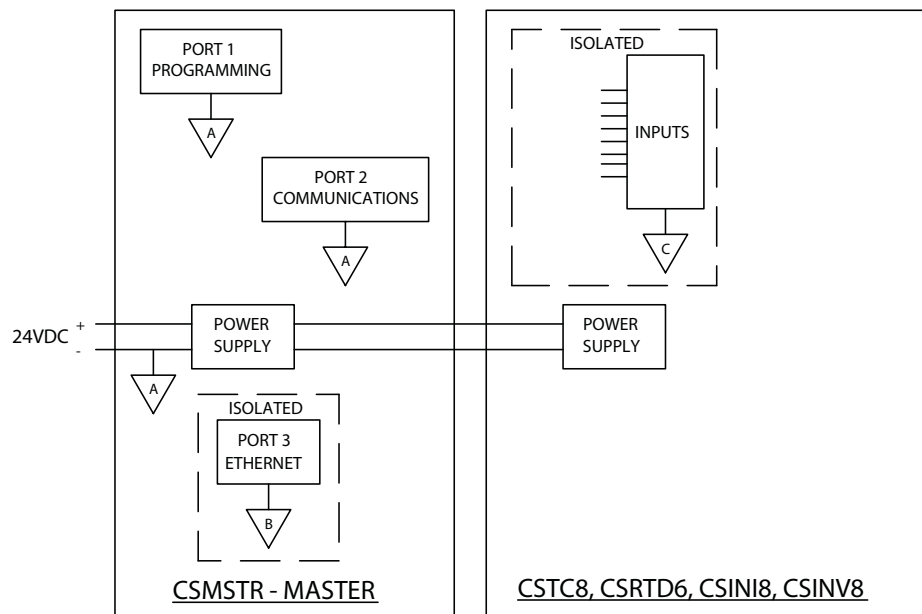 PORT 1
PROGRAMMING
A
PORT 2
COMMUNICATIONS
A
24VDC
+
-
POWER
SUPPLY
A
ISOLATED
PORT 3
ETHERNET
B
CSMSTR - MASTER
ISOLATED
INPUTS
C
POWER
SUPPLY
CSTC8, CSRTD6, CSINI8, CSINV8